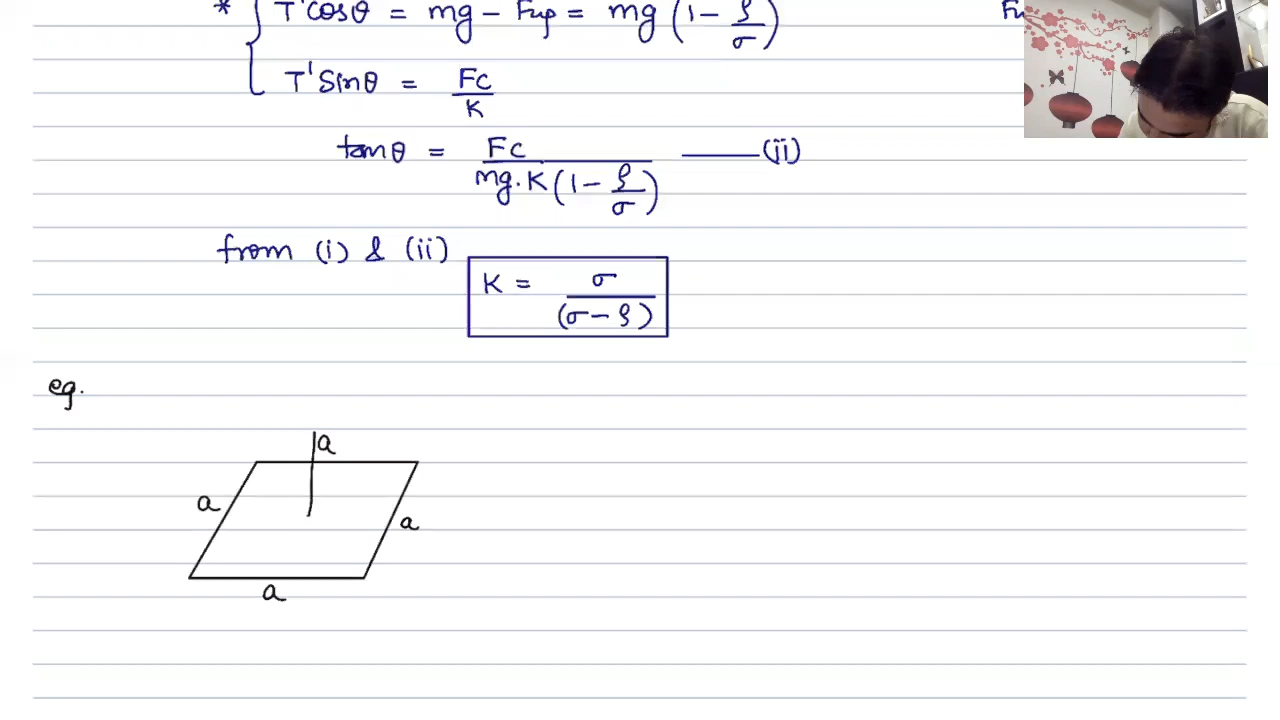 * { T'cosθ = mg - Fup = mg (1 - ρ/σ)
T'Sinθ = Fc/K
tanθ = Fc / mg.K (1 - ρ/σ) —— (ii)
from (i) & (ii)
K = σ / (σ - ρ)
eg.
a
a
a
a